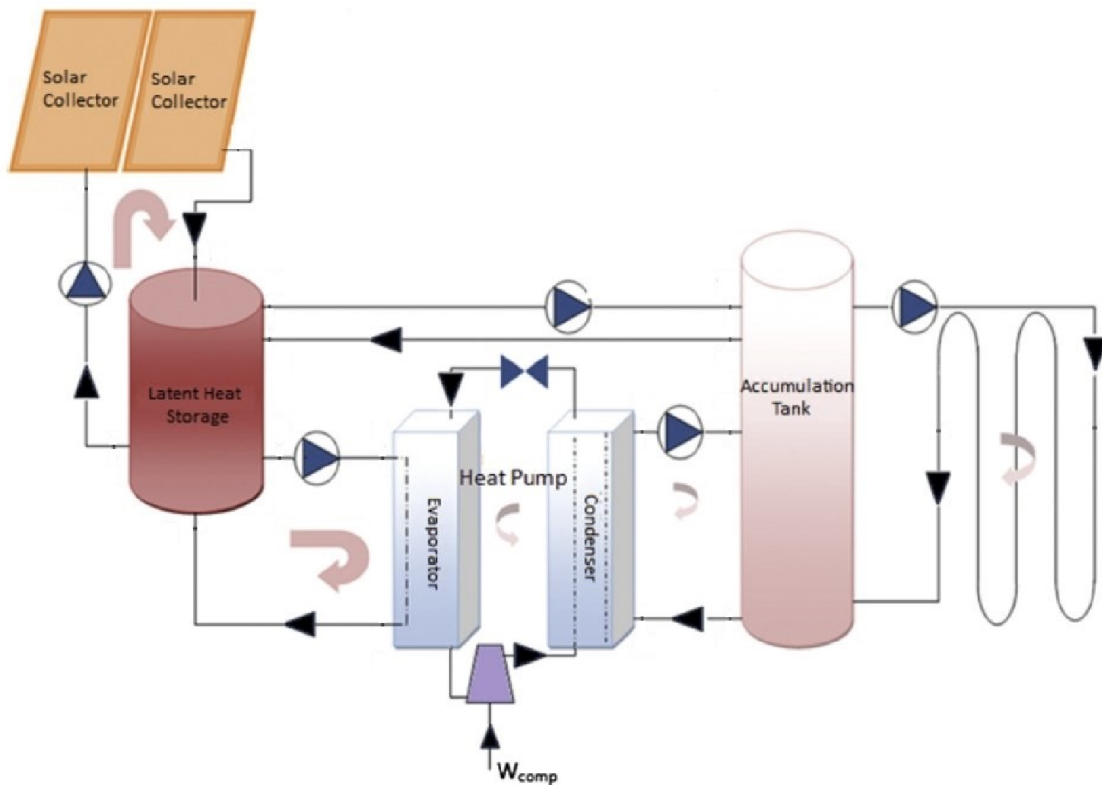 Solar
Collector
Solar
Collector
Latent Heat
Storage
Accumulation
Tank
Heat Pump
Evaporator
Condenser
Wcomp